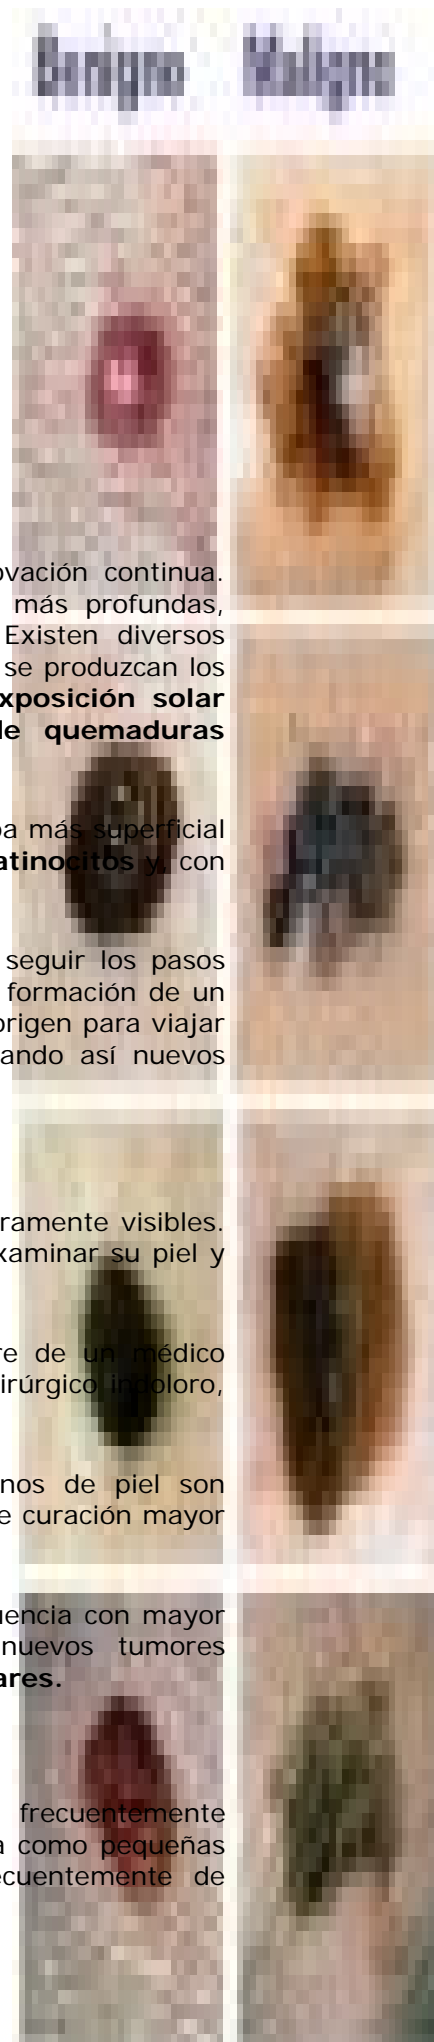 Benigno Maligno
ovación continua.
más profundas,
Existen diversos
se produzcan los
xposición solar
de quemaduras
pa más superficial
atinocitos y, con
seguir los pasos
formación de un
origen para viajar
ando así nuevos
ramente visibles.
xaminar su piel y
re de un médico
irúrgico indoloro,
nos de piel son
e curación mayor
uencia con mayor
nuevos tumores
ares.
frecuentemente
a como pequeñas
ecuentemente de